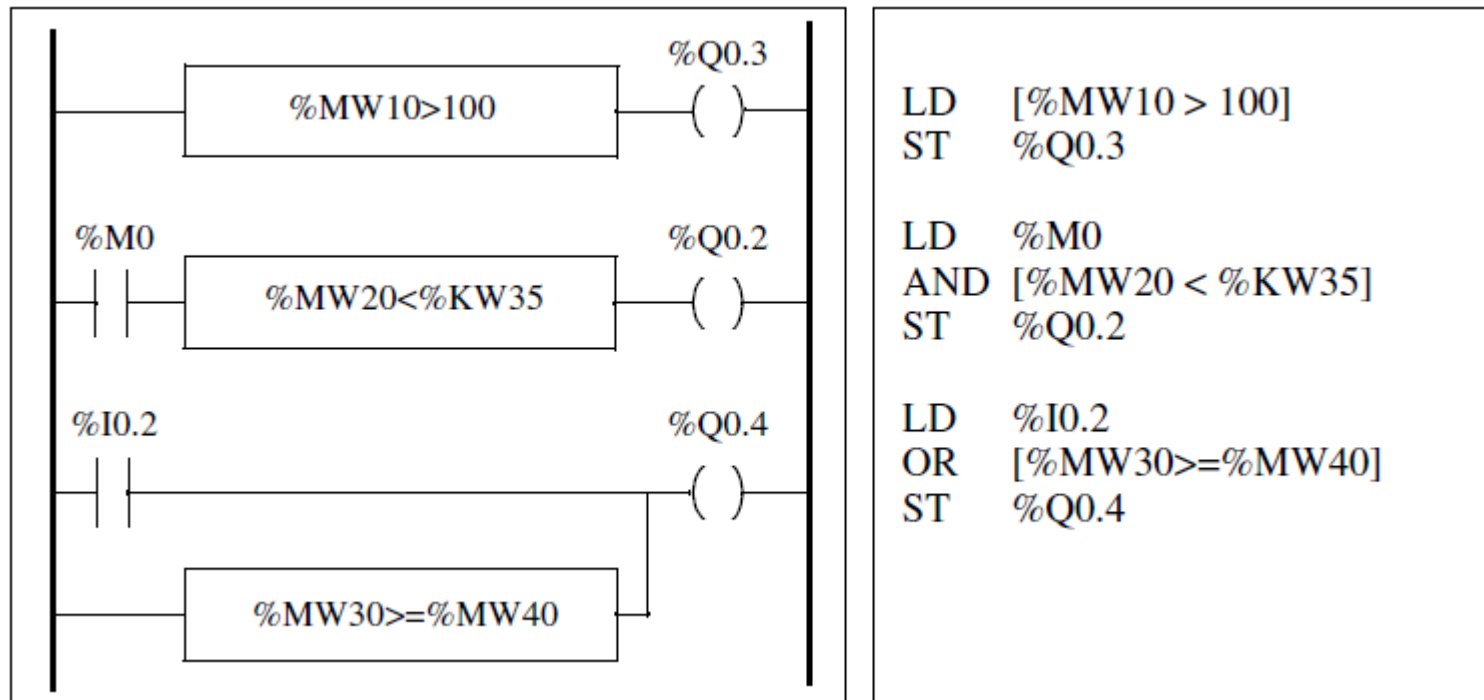 %Q0.3
%MW10>100
%M0
%Q0.2
%MW20<%KW35
%I0.2
%Q0.4
%MW30>=%MW40
LD [%MW10 > 100]
ST %Q0.3
LD %M0
AND [%MW20 < %KW35]
ST %Q0.2
LD %I0.2
OR [%MW30>=%MW40]
ST %Q0.4